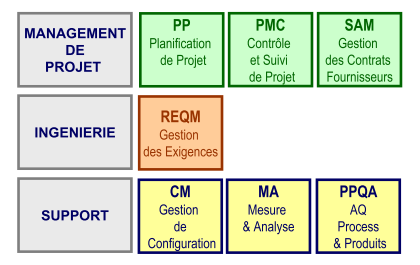 MANAGEMENT
DE
PROJET
PP
Planification
de Projet
PMC
Contrôle
et Suivi
de Projet
SAM
Gestion
des Contrats
Fournisseurs
INGENIERIE
REQM
Gestion
des Exigences
SUPPORT
CM
Gestion
de
Configuration
MA
Mesure
& Analyse
PPQA
AQ
Process
& Produits